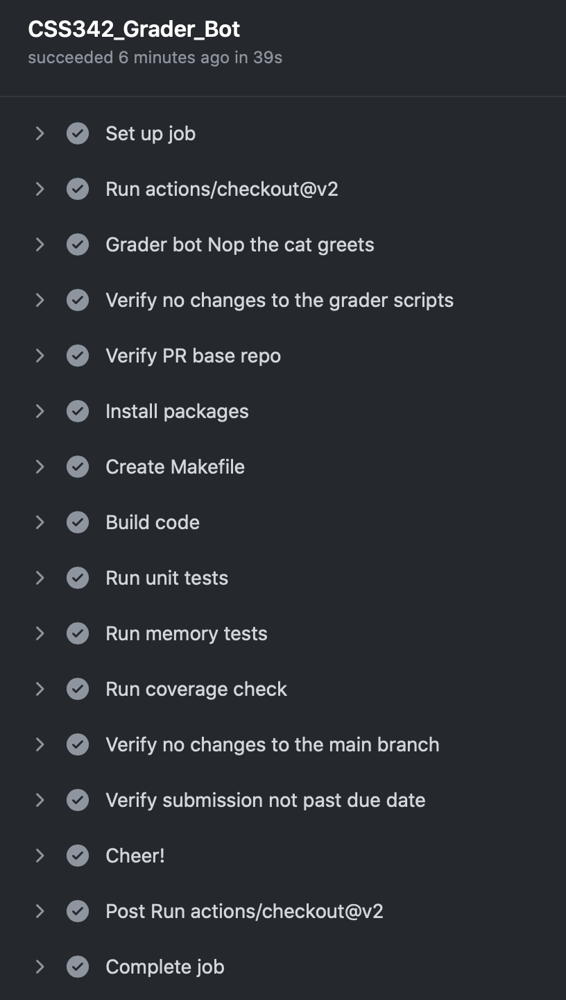 CSS342_Grader_Bot
succeeded 6 minutes ago in 39s
Set up job
Run actions/checkout@v2
Grader bot Nop the cat greets
Verify no changes to the grader scripts
Verify PR base repo
Install packages
Create Makefile
Build code
Run unit tests
Run memory tests
Run coverage check
Verify no changes to the main branch
Verify submission not past due date
Cheer!
Post Run actions/checkout@v2
Complete job